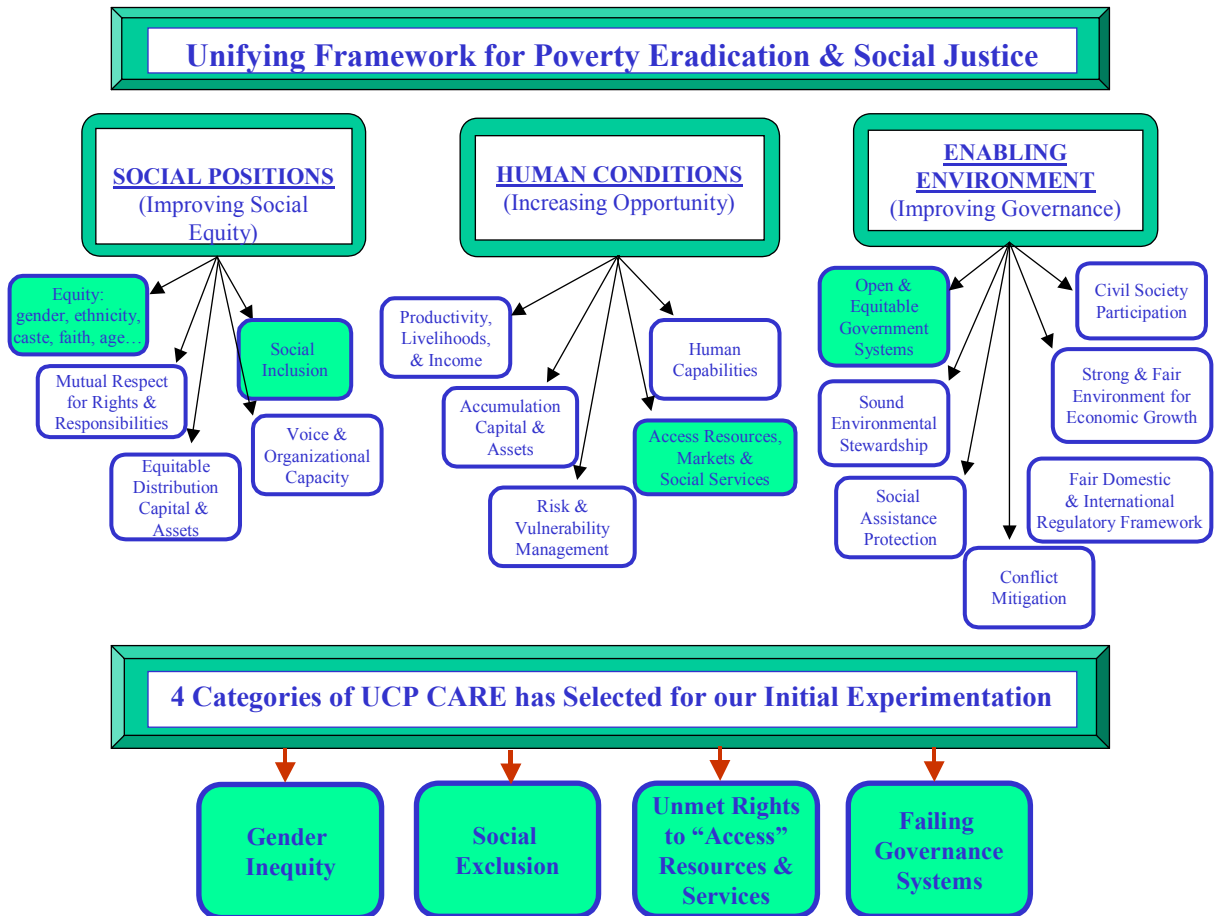 Unifying Framework for Poverty Eradication & Social Justice
SOCIAL POSITIONS
(Improving Social
Equity)
HUMAN CONDITIONS
(Increasing Opportunity)
ENABLING
ENVIRONMENT
(Improving Governance)
Equity:
gender, ethnicity,
caste, faith, age…
Social
Inclusion
Mutual Respect
for Rights &
Responsibilities
Voice &
Organizational
Capacity
Equitable
Distribution
Capital &
Assets
Productivity,
Livelihoods,
& Income
Human
Capabilities
Accumulation
Capital &
Assets
Access Resources,
Markets &
Social Services
Risk &
Vulnerability
Management
Open &
Equitable
Government
Systems
Civil Society
Participation
Sound
Environmental
Stewardship
Strong & Fair
Environment for
Economic Growth
Social
Assistance
Protection
Fair Domestic
& International
Regulatory Framework
Conflict
Mitigation
4 Categories of UCP CARE has Selected for our Initial Experimentation
Gender
Inequity
Social
Exclusion
Unmet Rights
to “Access”
Resources &
Services
Failing
Governance
Systems